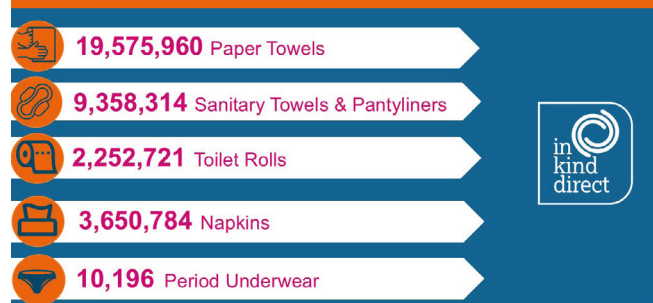 19,575,960 Paper Towels
9,358,314 Sanitary Towels & Pantyliners
2,252,721 Toilet Rolls
3,650,784 Napkins
10,196 Period Underwear
in
kind
direct